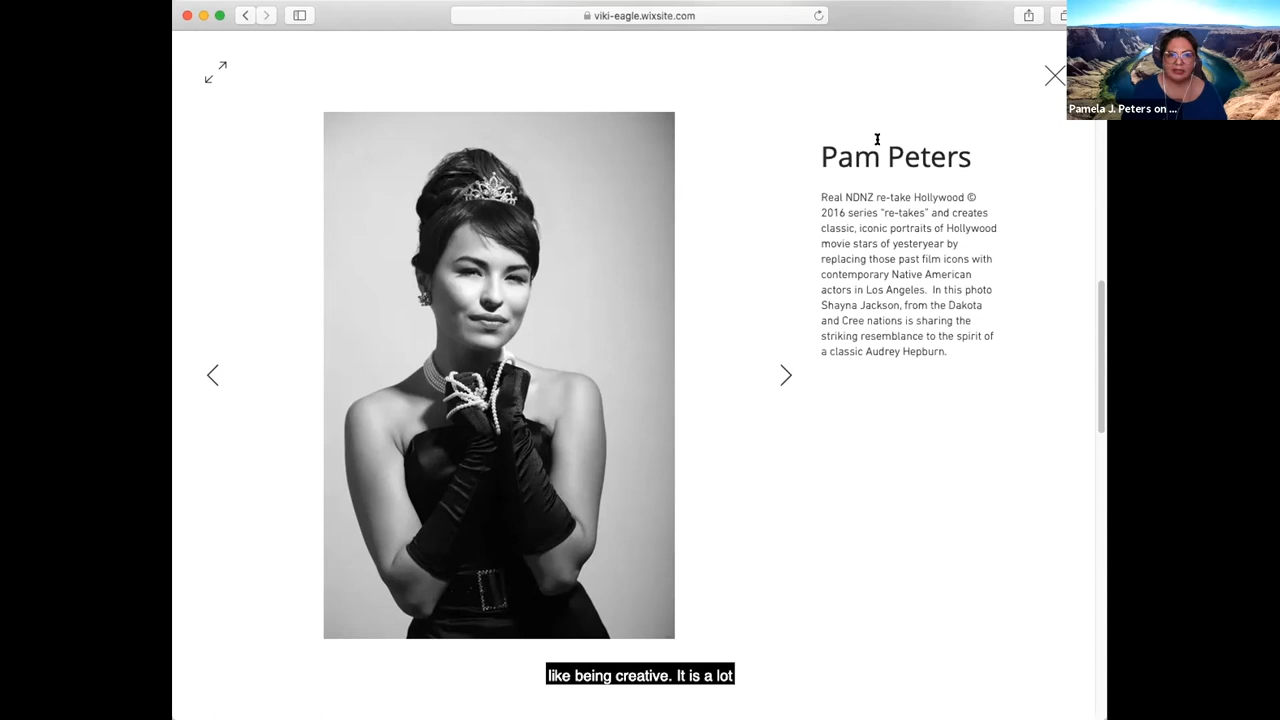 viki-eagle.wixsite.com
Pamela J. Peters on ...
Pam Peters
Real NDNZ re-take Hollywood ©
2016 series “re-takes” and creates
classic, iconic portraits of Hollywood
movie stars of yesteryear by
replacing those past film icons with
contemporary Native American
actors in Los Angeles.  In this photo
Shayna Jackson, from the Dakota
and Cree nations is sharing the
striking resemblance to the spirit of
a classic Audrey Hepburn.
like being creative. It is a lot